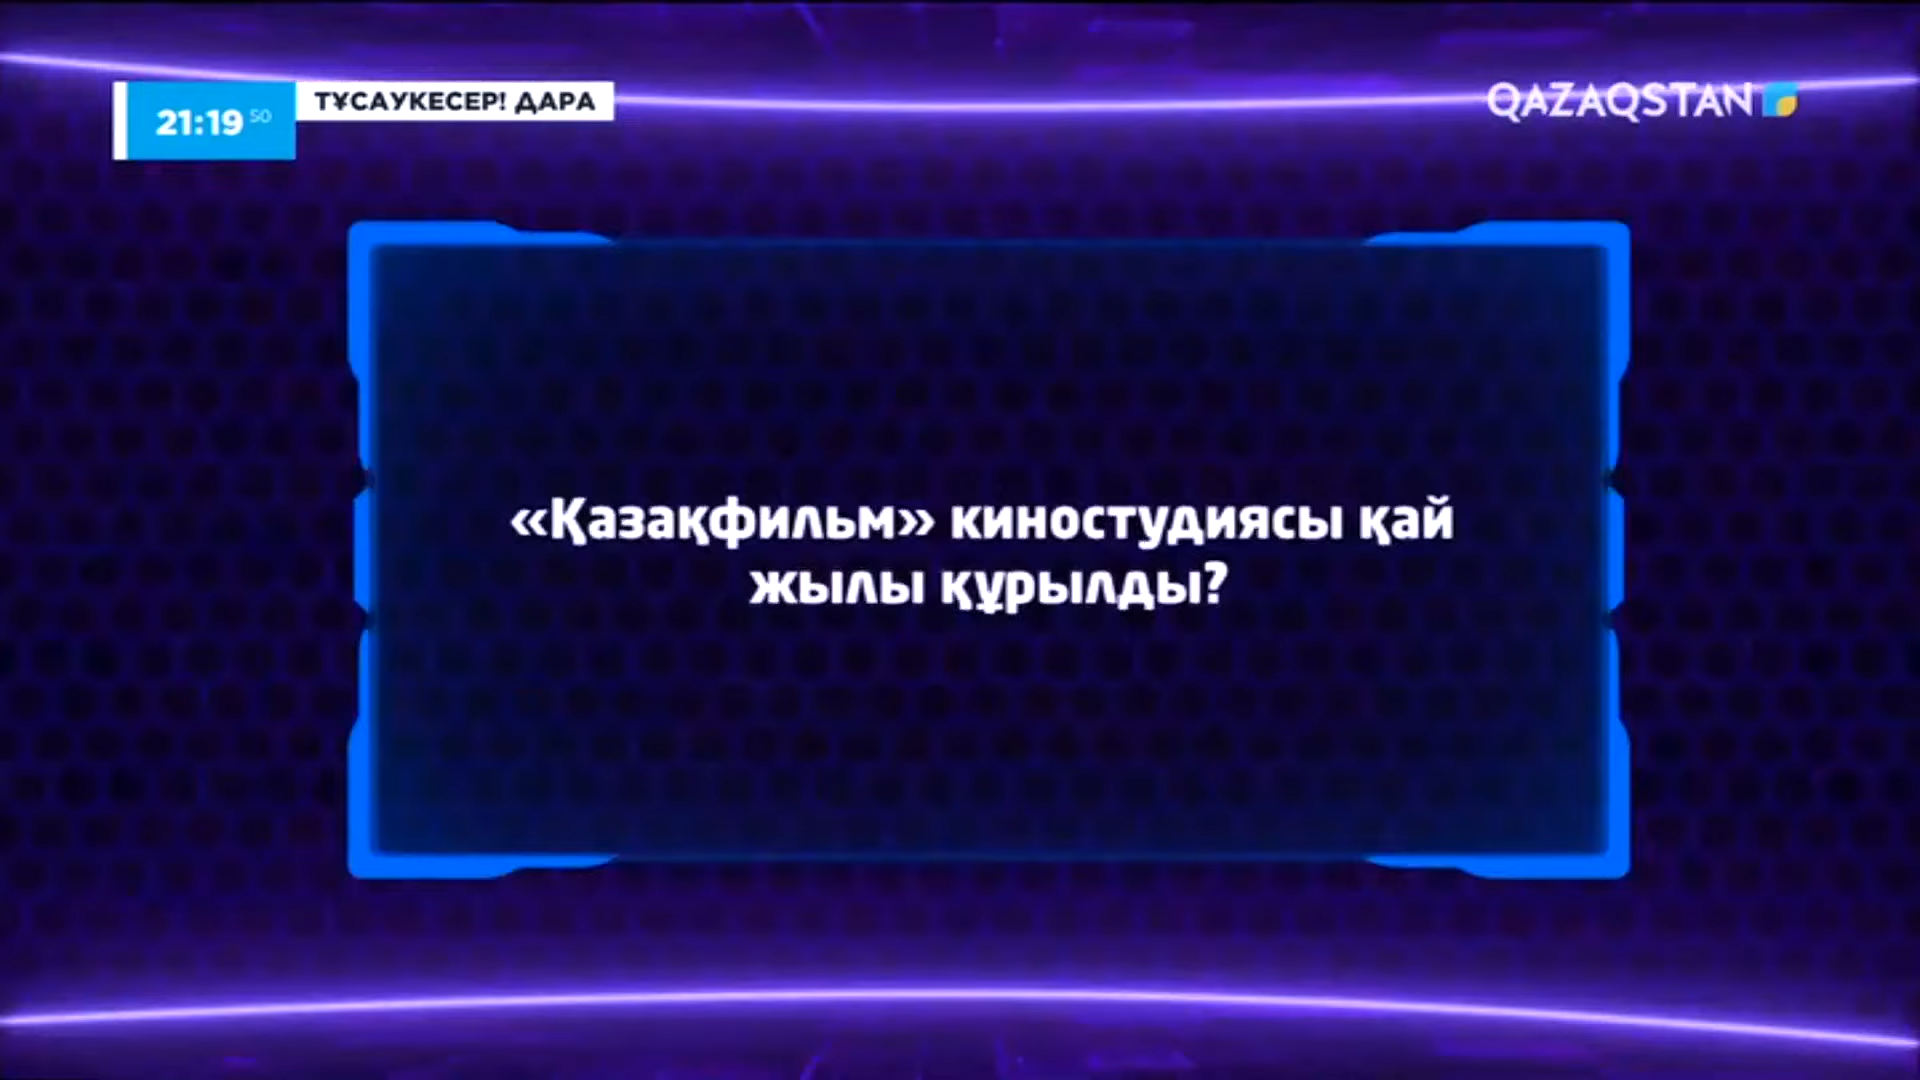 21:19 50
ТҰСАУКЕСЕР! ДАРА
QAZAQSTAN
«Қазақфильм» киностудиясы қай
жылы құрылды?